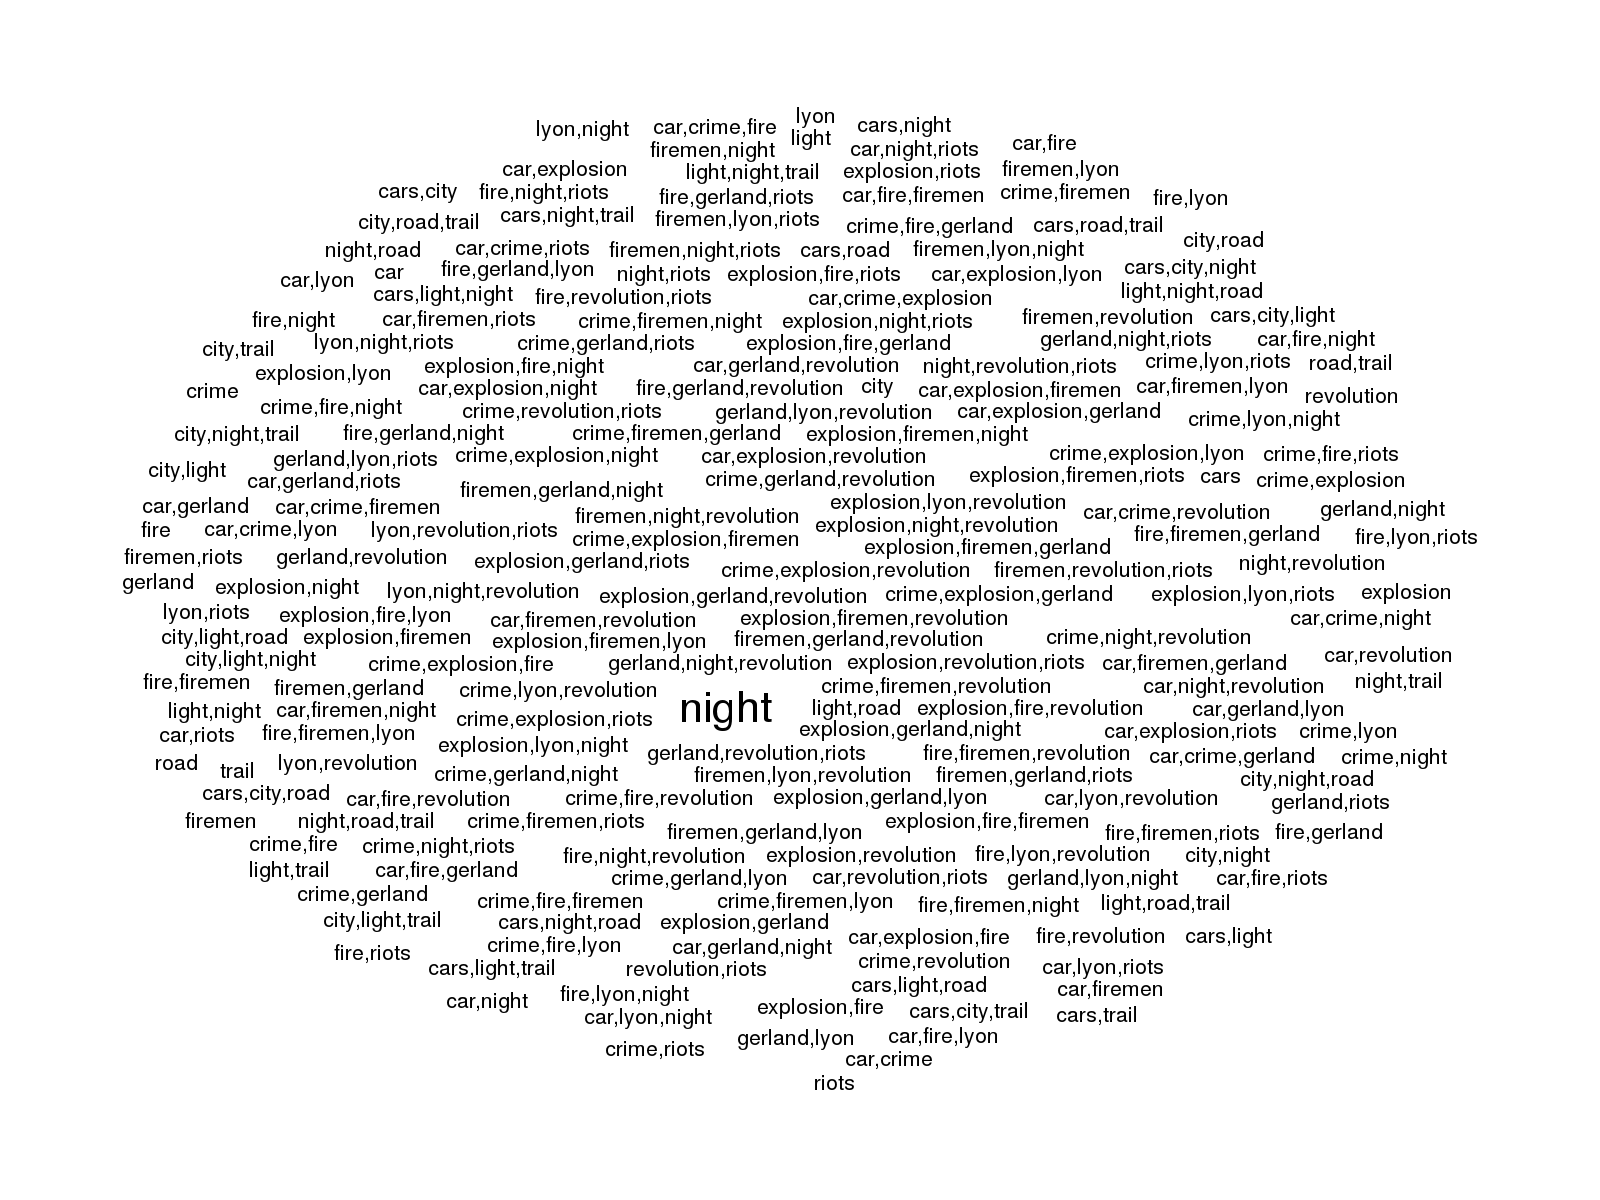 lyon
lyon,night car,crime,fire cars,night
light
firemen,night car,night,riots car,fire
car,explosion light,night,trail explosion,riots firemen,lyon
cars,city fire,night,riots fire,gerland,riots car,fire,firemen crime,firemen fire,lyon
city,road,trail cars,night,trail firemen,lyon,riots crime,fire,gerland cars,road,trail
night,road car,crime,riots firemen,night,riots cars,road firemen,lyon,night city,road
car,lyon car fire,gerland,lyon night,riots explosion,fire,riots car,explosion,lyon cars,city,night
cars,light,night fire,revolution,riots car,crime,explosion light,night,road
fire,night car,firemen,riots crime,firemen,night explosion,night,riots firemen,revolution cars,city,light
city,trail lyon,night,riots crime,gerland,riots explosion,fire,gerland gerland,night,riots car,fire,night
explosion,lyon explosion,fire,night car,gerland,revolution night,revolution,riots crime,lyon,riots road,trail
crime car,explosion,night fire,gerland,revolution city car,explosion,firemen car,firemen,lyon revolution
crime,fire,night crime,revolution,riots gerland,lyon,revolution car,explosion,gerland crime,lyon,night
city,night,trail fire,gerland,night crime,firemen,gerland explosion,firemen,night
city,light gerland,lyon,riots crime,explosion,night car,explosion,revolution crime,explosion,lyon crime,fire,riots
car,gerland,riots firemen,gerland,night crime,gerland,revolution explosion,firemen,riots cars crime,explosion
car,gerland car,crime,firemen firemen,night,revolution explosion,lyon,revolution car,crime,revolution gerland,night
fire car,crime,lyon lyon,revolution,riots crime,explosion,firemen explosion,night,revolution fire,firemen,gerland fire,lyon,riots
firemen,riots gerland,revolution explosion,gerland,riots explosion,firemen,gerland
crime,explosion,revolution firemen,revolution,riots night,revolution
gerland explosion,night lyon,night,revolution explosion,gerland,revolution crime,explosion,gerland explosion,lyon,riots explosion
lyon,riots explosion,fire,lyon car,firemen,revolution explosion,firemen,revolution car,crime,night
city,light,road explosion,firemen explosion,firemen,lyon firemen,gerland,revolution crime,night,revolution
city,light,night crime,explosion,fire gerland,night,revolution explosion,revolution,riots car,firemen,gerland car,revolution
fire,firemen firemen,gerland crime,lyon,revolution crime,firemen,revolution car,night,revolution night,trail
light,night car,firemen,night crime,explosion,riots night light,road explosion,fire,revolution car,gerland,lyon
car,riots fire,firemen,lyon explosion,lyon,night explosion,gerland,night car,explosion,riots crime,lyon
road trail lyon,revolution crime,gerland,night gerland,revolution,riots fire,firemen,revolution car,crime,gerland crime,night
firemen,lyon,revolution firemen,gerland,riots city,night,road
cars,city,road car,fire,revolution crime,fire,revolution explosion,gerland,lyon car,lyon,revolution gerland,riots
firemen night,road,trail crime,firemen,riots firemen,gerland,lyon explosion,fire,firemen fire,firemen,riots fire,gerland
crime,fire crime,night,riots fire,night,revolution explosion,revolution fire,lyon,revolution city,night
light,trail car,fire,gerland crime,gerland,lyon car,revolution,riots gerland,lyon,night car,fire,riots
crime,gerland crime,fire,firemen crime,firemen,lyon fire,firemen,night light,road,trail
city,light,trail cars,night,road explosion,gerland
fire,riots crime,fire,lyon car,gerland,night car,explosion,fire fire,revolution cars,light
cars,light,trail revolution,riots crime,revolution car,lyon,riots
car,night fire,lyon,night cars,light,road car,firemen
car,lyon,night explosion,fire cars,city,trail cars,trail
crime,riots gerland,lyon car,fire,lyon
car,crime
riots